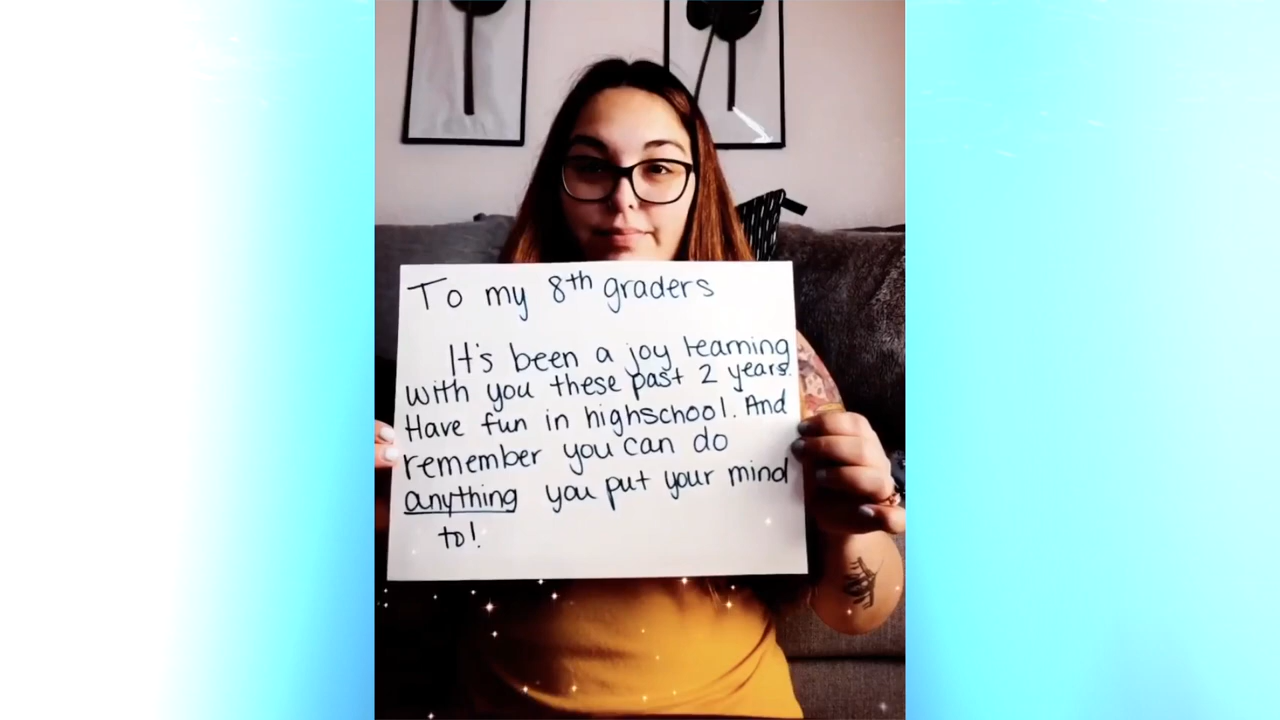 To my 8th graders
It's been a joy learning
with you these past 2 years.
Have fun in highschool. And
remember you can do
anything you put your mind
to!